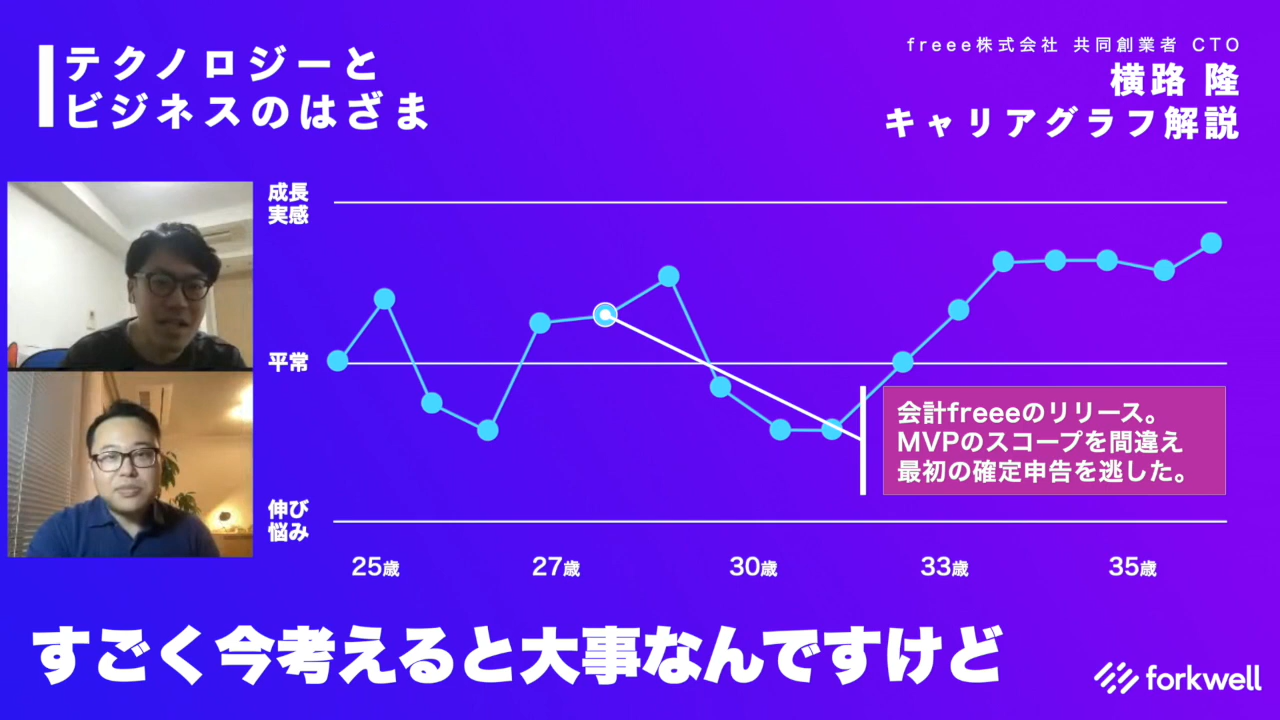 テクノロジーと
ビジネスのはざま
freee株式会社 共同創業者 CTO
横路 隆
キャリアグラフ解説
成長
実感
平常
会計freeeのリリース。
MVPのスコープを間違え
最初の確定申告を逃した。
伸び
悩み
25歳
27歳
30歳
33歳
35歳
すごく今考えると大事なんですけど
forkwell